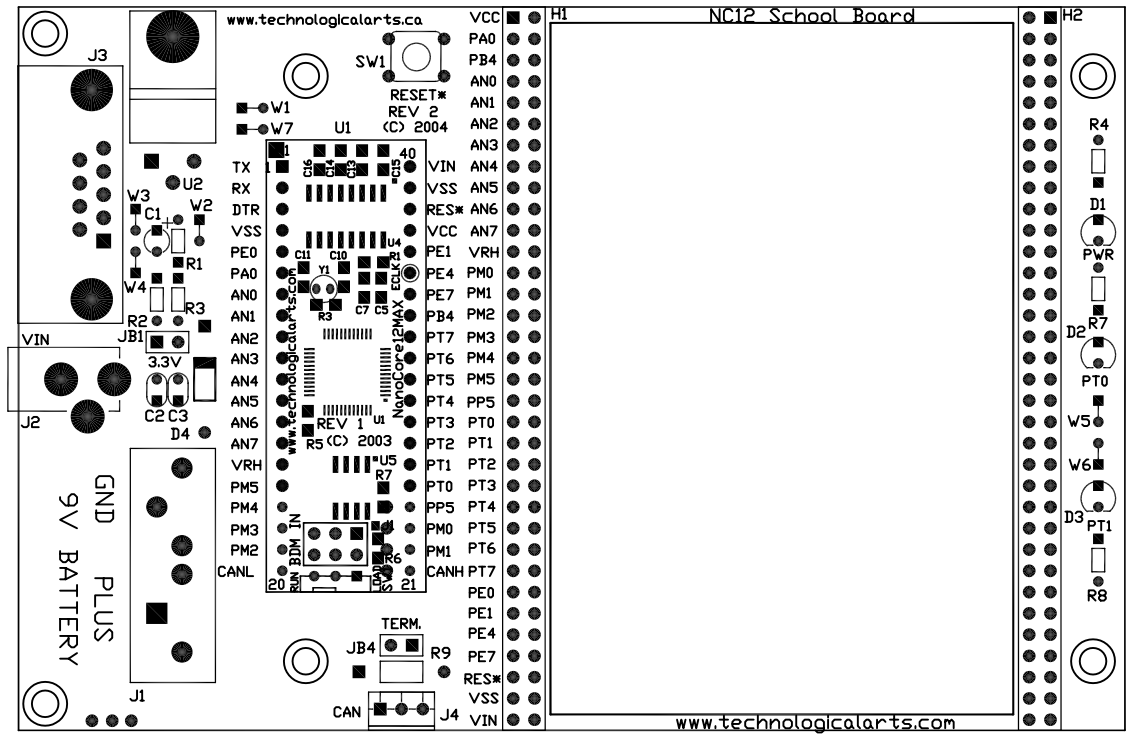 www.technologicalarts.ca
VCC
H1
NC12 School Board
H2
J3
SW1
PA0
PB4
RESET*
REV 2
(C) 2004
AN0
AN1
AN2
AN3
AN4
AN5
AN6
AN7
VRH
PM0
PM1
PM2
PM3
PM4
PM5
PP5
PT0
PT1
PT2
PT3
PT4
PT5
PT6
PT7
PE0
PE1
PE4
PE7
RES*
VSS
VIN
W1
W7
U1
1
40
1
TX
RX
DTR
VSS
PE0
PA0
AN0
AN1
AN2
AN3
AN4
AN5
AN6
AN7
VRH
PM5
PM4
PM3
PM2
CANL
20
VIN
VSS
RES*
VCC
PE1
PE4
PE7
PB4
PT7
PT6
PT5
PT4
PT3
PT2
PT1
PT0
PP5
PM0
PM1
CANH
21
C16
C14
C13
C15
U4
C11
C10
R1
Y1
ECLK
R3
C7
C5
www.technologicalarts.com
NanoCore12MAX
U1
REV 1
(C) 2003
R5
U5
R7
J1
R6
BDM IN
RUN
LOAD
SW
U2
W3
C1
+
W2
W4
R1
R2
R3
JB1
3.3V
VIN
J2
C2
C3
D4
GND PLUS
9V BATTERY
J1
TERM.
JB4
R9
CAN
J4
R4
D1
PWR
R7
D2
PT0
W5
W6
D3
PT1
R8
www.technologicalarts.com